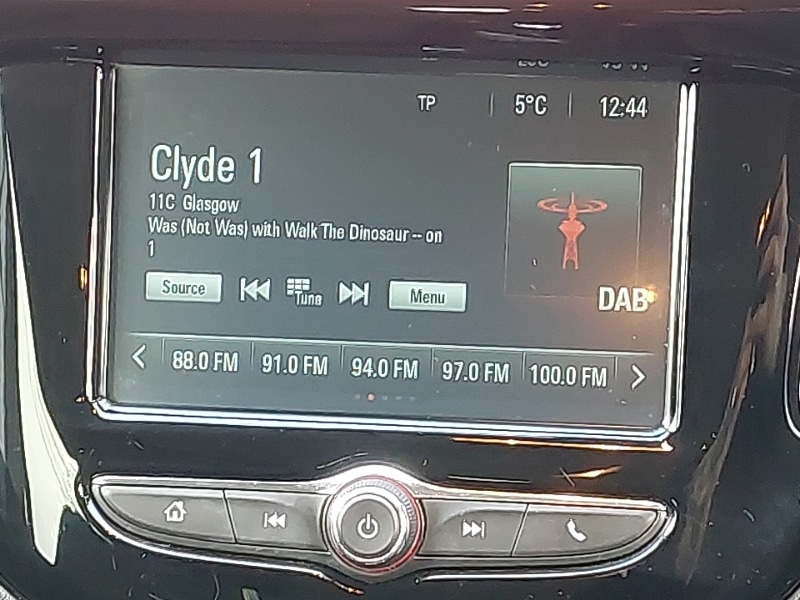 TP | 5°C | 12:44
Clyde 1
11C Glasgow
Was (Not Was) with Walk The Dinosaur -- on
1
Source Tune Menu
DAB
88.0 FM 91.0 FM 94.0 FM 97.0 FM 100.0 FM